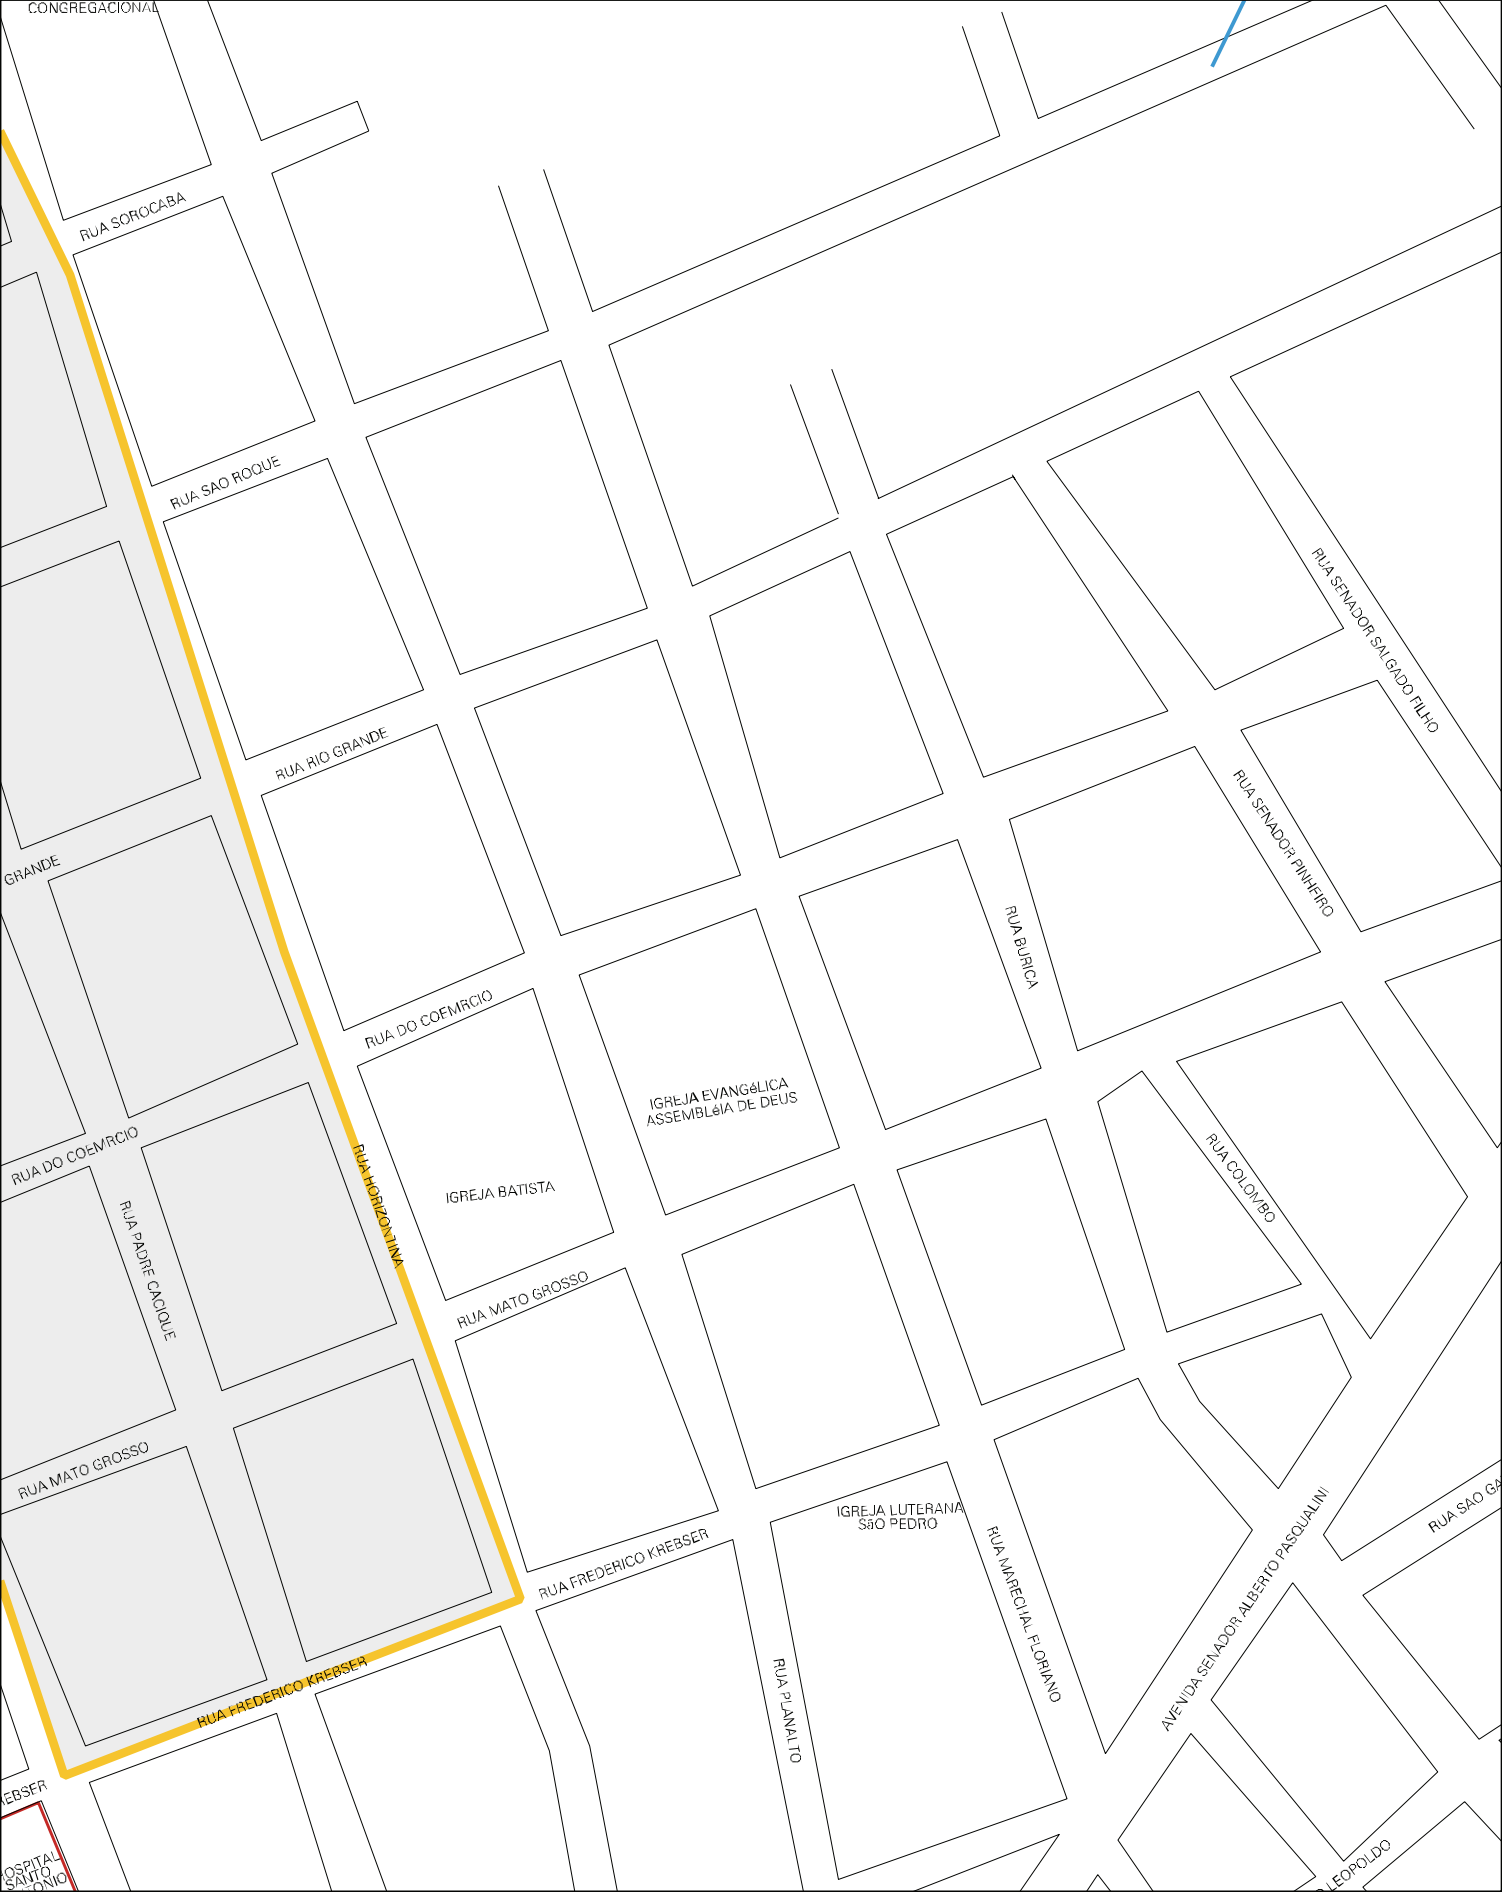 CONGREGACIONAL
RUA SOROCABA
RUA SAO ROQUE
RUA SENADOR SALGADO FILHO
RUA RIO GRANDE
RUA SENADOR PINHEIRO
GRANDE
RUA BURICA
RUA DO COEMRCIO
IGREJA EVANGéLICA
ASSEMBLéIA DE DEUS
RUA DO COEMRCIO
RUA COLOMBO
RUA HORIZONTINA
IGREJA BATISTA
RUA PADRE CACIQUE
RUA MATO GROSSO
RUA MATO GROSSO
RUA SAO GA
IGREJA LUTERANA
SãO PEDRO
AVENIDA SENADOR ALBERTO PASQUALINI
RUA MARECHAL FLORIANO
RUA FREDERICO KREBSER
RUA PLANALTO
RUA FREDERICO KREBSER
EBSER
LEOPOLDO
HOSPITAL
SANTO
TONIO